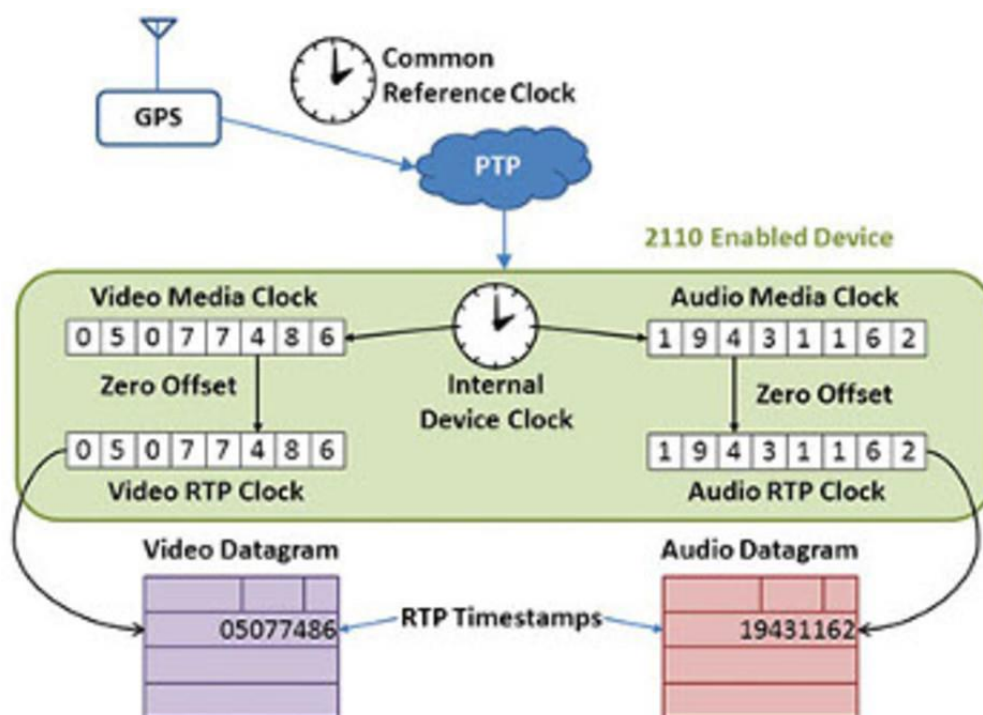 Common
Reference Clock
GPS
PTP
2110 Enabled Device
Video Media Clock
0 5 0 7 7 4 8 6
Zero Offset
Internal
Device Clock
Audio Media Clock
1 9 4 3 1 1 6 2
Zero Offset
0 5 0 7 7 4 8 6
Video RTP Clock
1 9 4 3 1 1 6 2
Audio RTP Clock
Video Datagram
05077486
RTP Timestamps
Audio Datagram
19431162